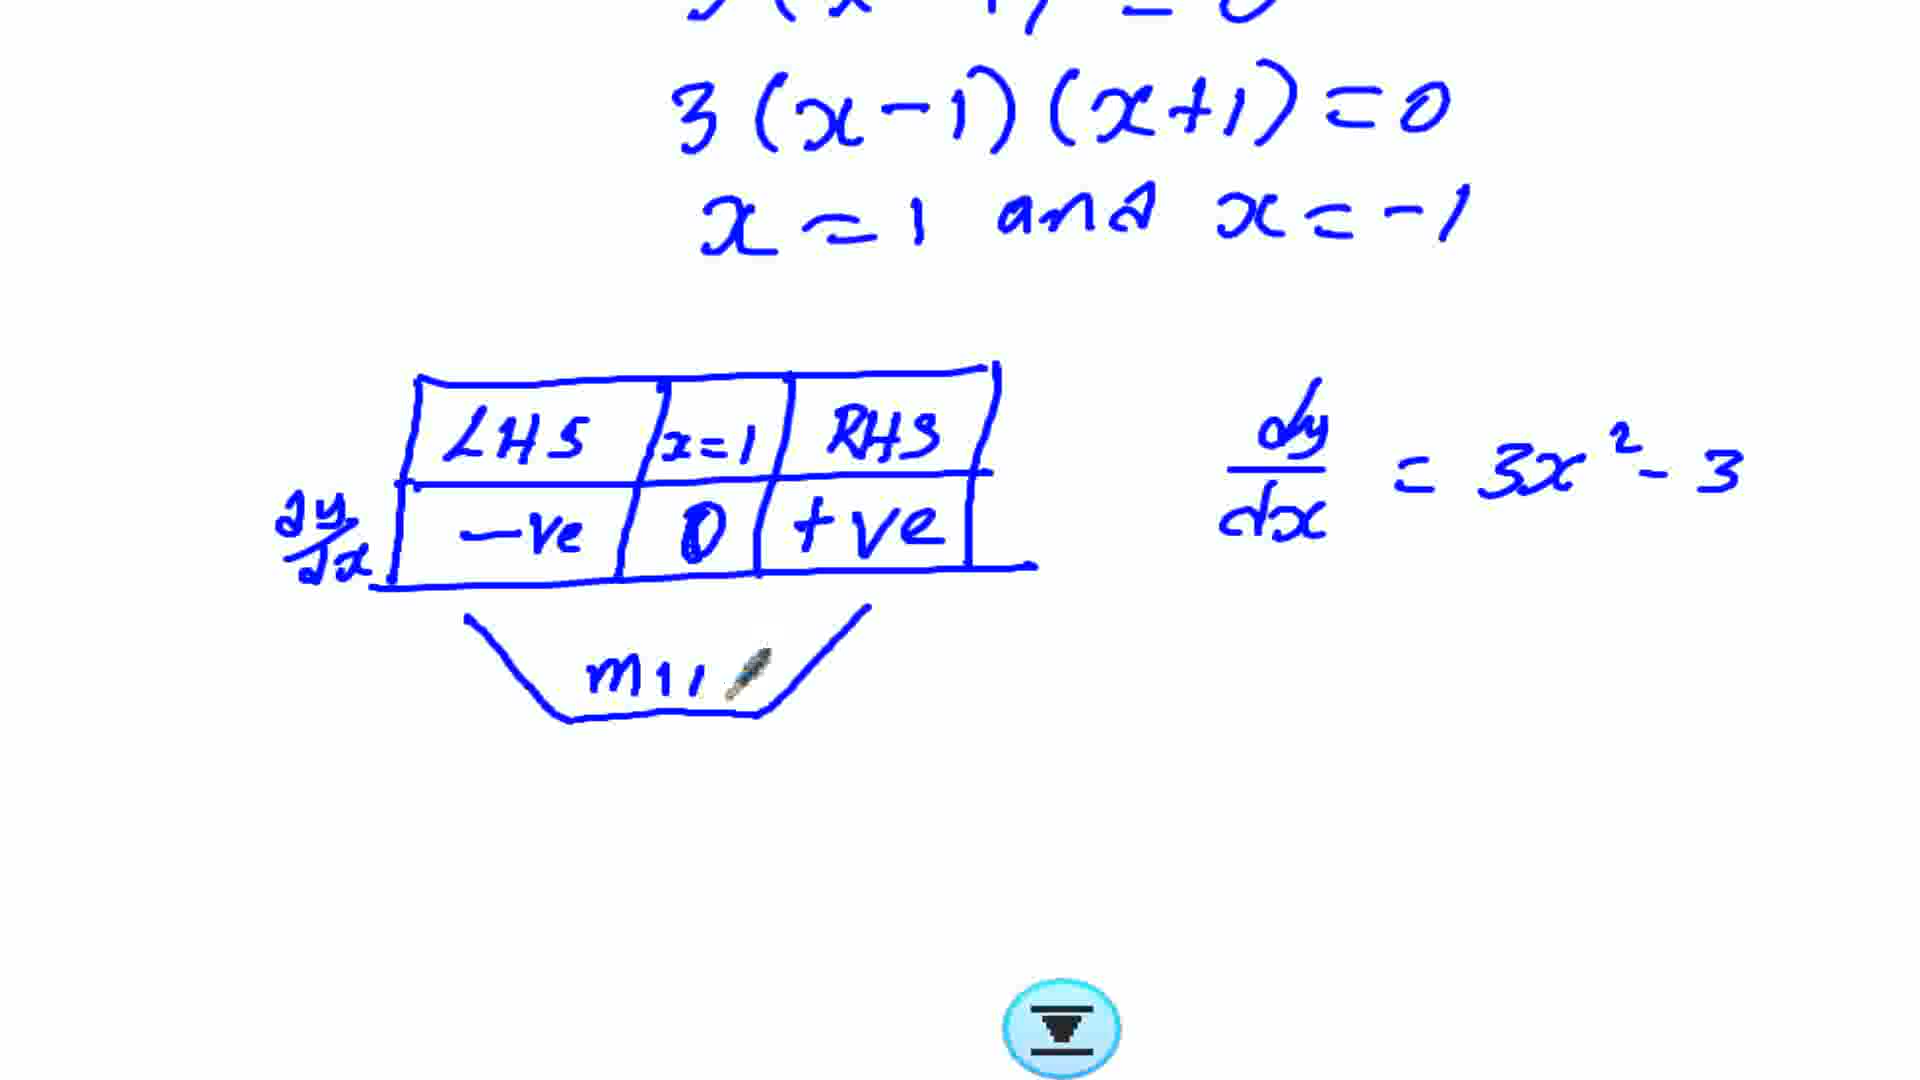 3(x-1)(x+1)=0
x=1 and x=-1
LHS x=1 RHS
dy/dx -ve 0 +ve
dy/dx = 3x²-3